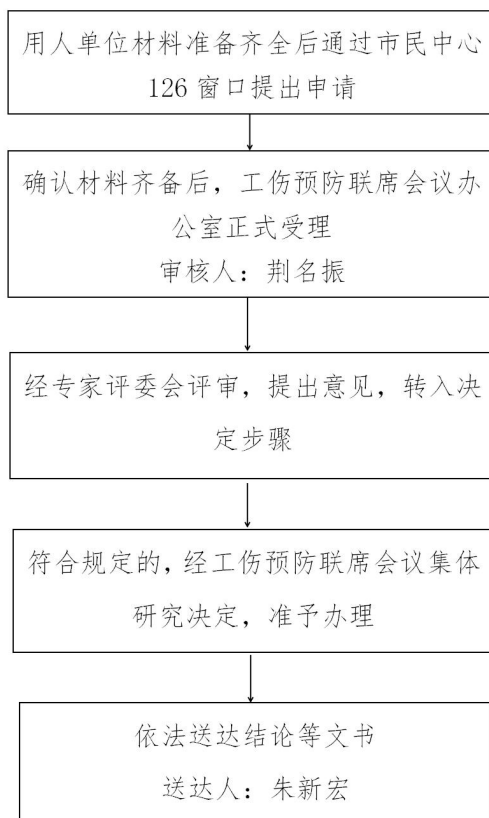 用人单位材料准备齐全后通过市民中心
126 窗口提出申请
确认材料齐备后，工伤预防联席会议办
公室正式受理
审核人：荆名振
经专家评委会评审，提出意见，转入决
定步骤
符合规定的，经工伤预防联席会议集体
研究决定，准予办理
依法送达结论等文书
送达人：朱新宏